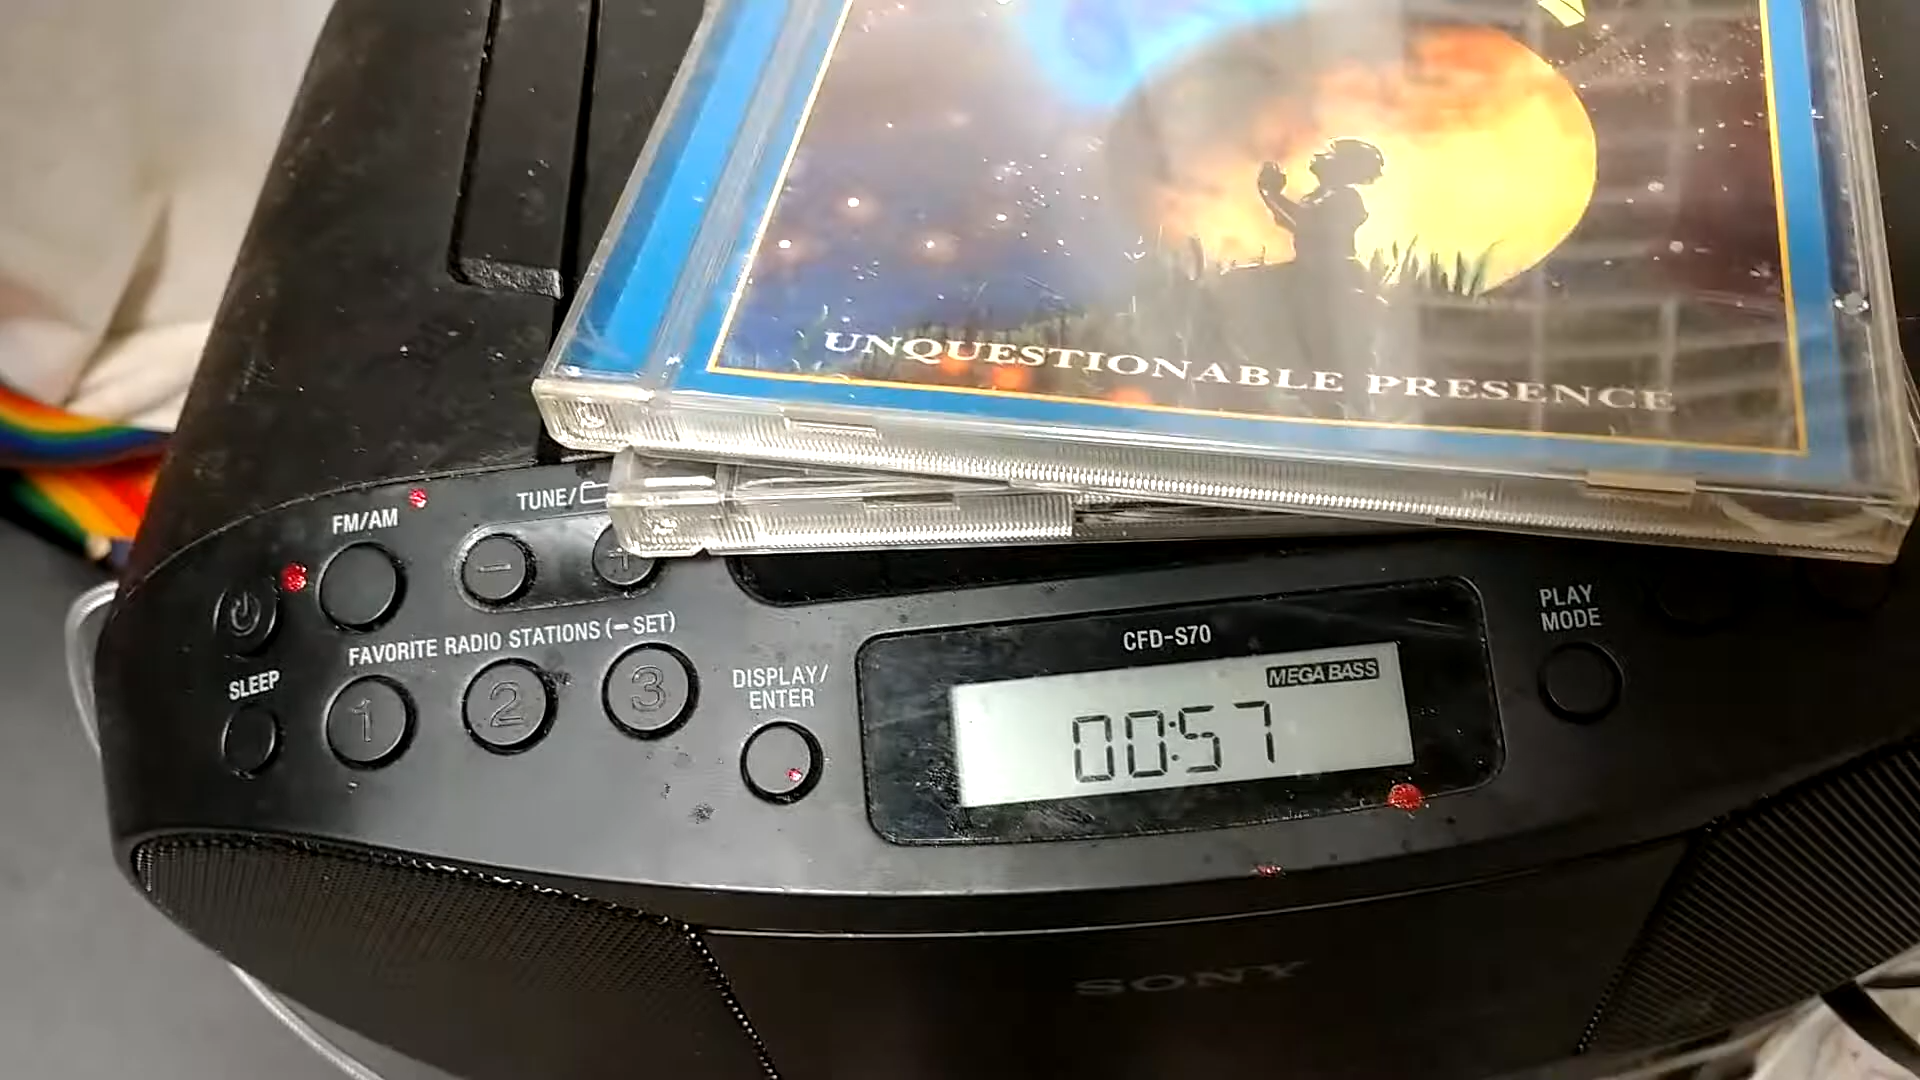 UNQUESTIONABLE PRESENCE
FM/AM
TUNE/
−
+
FAVORITE RADIO STATIONS (−SET)
SLEEP
1
2
3
DISPLAY/
ENTER
CFD-S70
MEGA BASS
00:57
PLAY
MODE
SONY